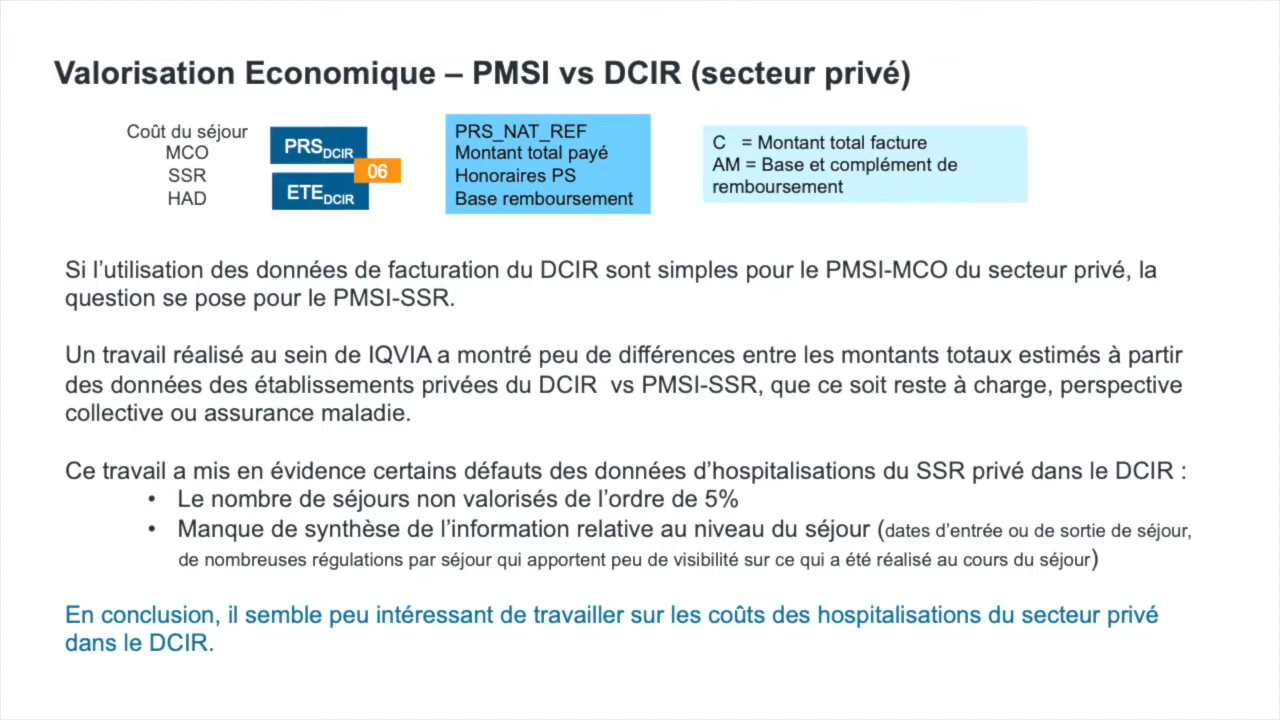 Valorisation Economique – PMSI vs DCIR (secteur privé)
Coût du séjour
MCO
SSR
HAD
PRS DCIR
06
ETE DCIR
PRS_NAT_REF
Montant total payé
Honoraires PS
Base remboursement
C = Montant total facture
AM = Base et complément de
remboursement
Si l'utilisation des données de facturation du DCIR sont simples pour le PMSI-MCO du secteur privé, la
question se pose pour le PMSI-SSR.
Un travail réalisé au sein de IQVIA a montré peu de différences entre les montants totaux estimés à partir
des données des établissements privées du DCIR vs PMSI-SSR, que ce soit reste à charge, perspective
collective ou assurance maladie.
Ce travail a mis en évidence certains défauts des données d'hospitalisations du SSR privé dans le DCIR :
• Le nombre de séjours non valorisés de l'ordre de 5%
• Manque de synthèse de l'information relative au niveau du séjour (dates d'entrée ou de sortie de séjour,
de nombreuses régulations par séjour qui apportent peu de visibilité sur ce qui a été réalisé au cours du séjour)
En conclusion, il semble peu intéressant de travailler sur les coûts des hospitalisations du secteur privé
dans le DCIR.